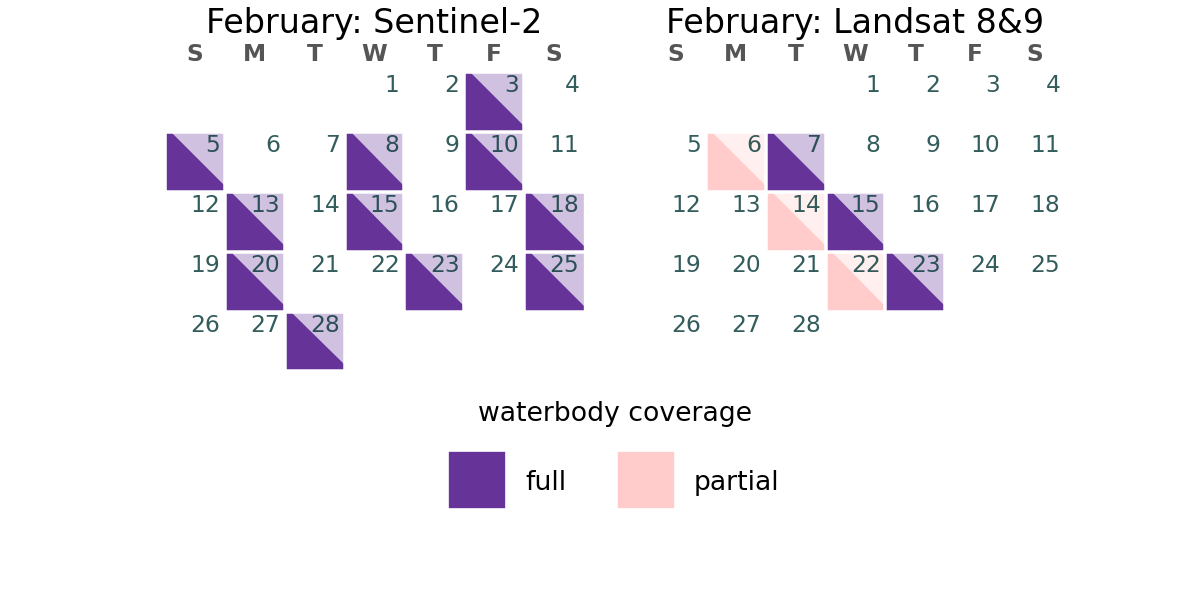 February: Sentinel-2
S M T W T F S
1 2 3 4
5 6 7 8 9 10 11
12 13 14 15 16 17 18
19 20 21 22 23 24 25
26 27 28
February: Landsat 8&9
S M T W T F S
1 2 3 4
5 6 7 8 9 10 11
12 13 14 15 16 17 18
19 20 21 22 23 24 25
26 27 28
waterbody coverage
full partial